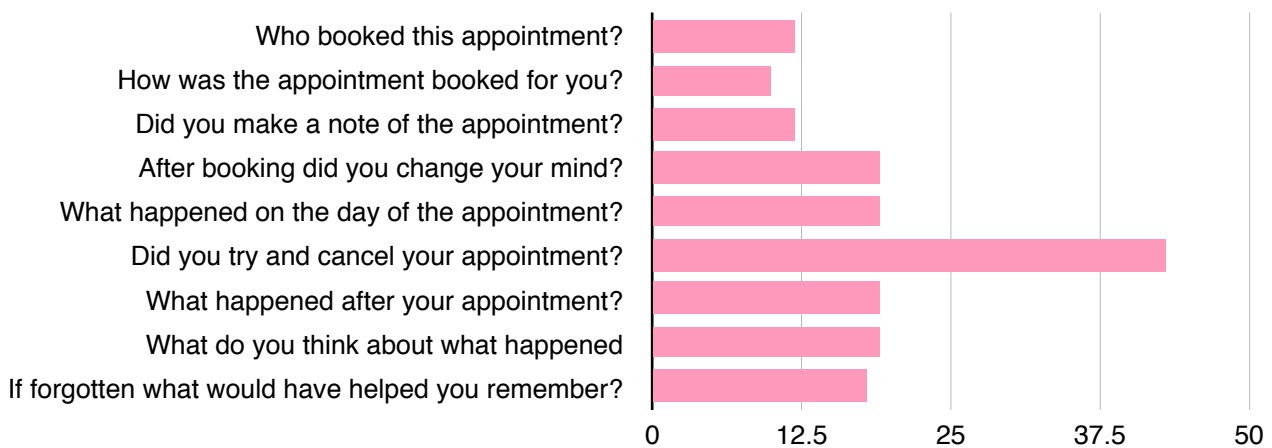 Who booked this appointment?
How was the appointment booked for you?
Did you make a note of the appointment?
After booking did you change your mind?
What happened on the day of the appointment?
Did you try and cancel your appointment?
What happened after your appointment?
What do you think about what happened
If forgotten what would have helped you remember?
0 12.5 25 37.5 50